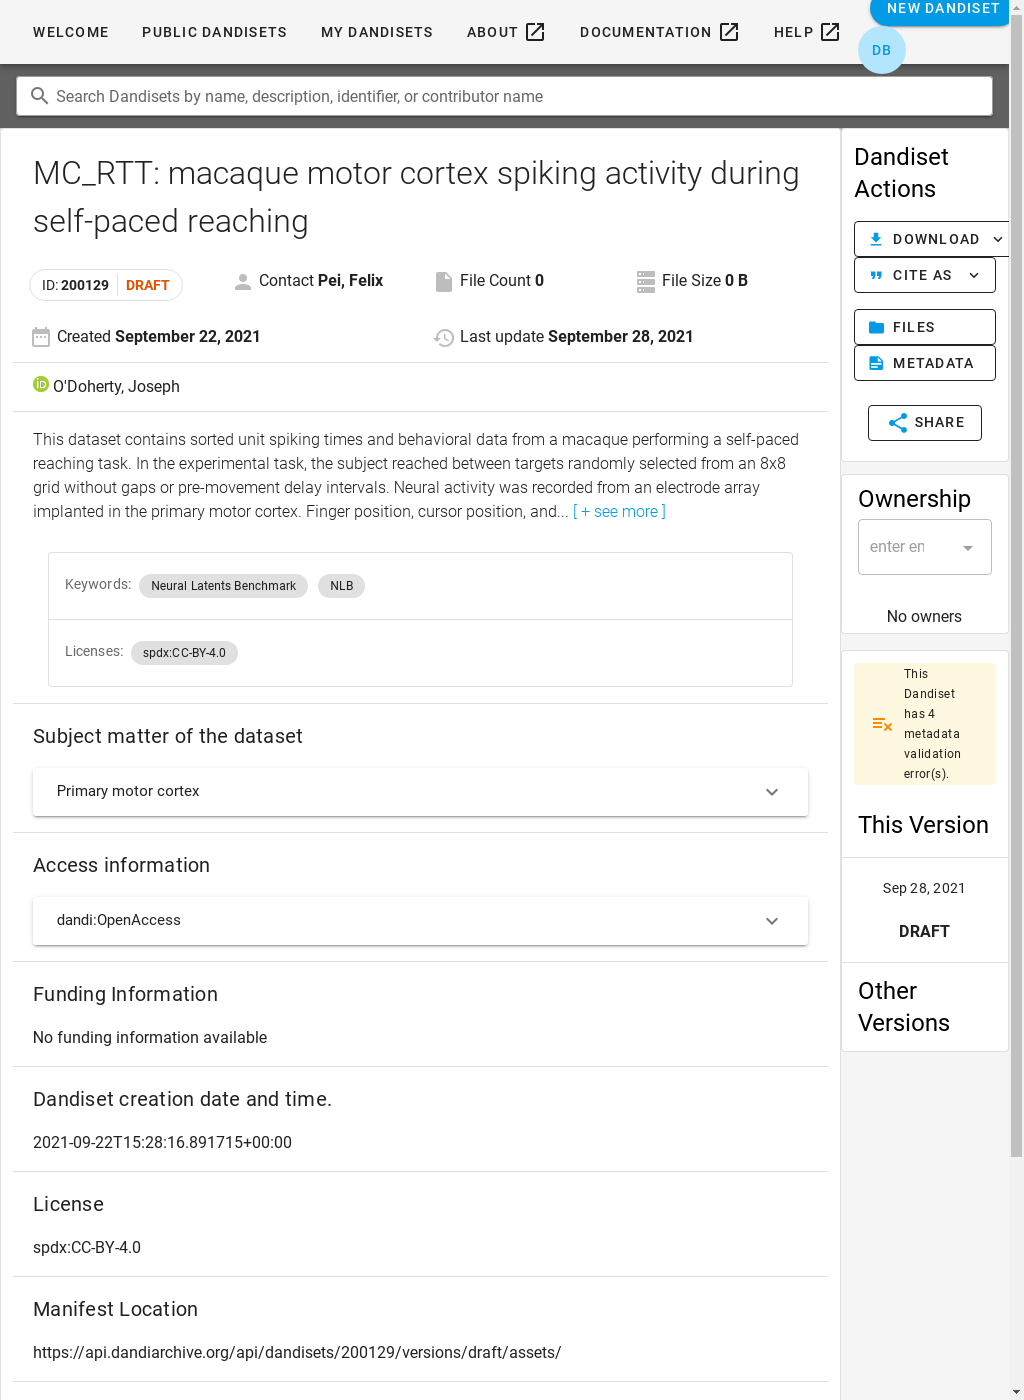 WELCOME
PUBLIC DANDISETS
MY DANDISETS
ABOUT
DOCUMENTATION
HELP
NEW DANDISET
DB
Search Dandisets by name, description, identifier, or contributor name
MC_RTT: macaque motor cortex spiking activity during
self-paced reaching
ID: 200129 DRAFT
Contact Pei, Felix
File Count 0
File Size 0 B
Created September 22, 2021
Last update September 28, 2021
iD O'Doherty, Joseph
This dataset contains sorted unit spiking times and behavioral data from a macaque performing a self-paced
reaching task. In the experimental task, the subject reached between targets randomly selected from an 8x8
grid without gaps or pre-movement delay intervals. Neural activity was recorded from an electrode array
implanted in the primary motor cortex. Finger position, cursor position, and... [ + see more ]
Keywords: Neural Latents Benchmark NLB
Licenses: spdx:CC-BY-4.0
Subject matter of the dataset
Primary motor cortex
Access information
dandi:OpenAccess
Funding Information
No funding information available
Dandiset creation date and time.
2021-09-22T15:28:16.891715+00:00
License
spdx:CC-BY-4.0
Manifest Location
https://api.dandiarchive.org/api/dandisets/200129/versions/draft/assets/
Dandiset
Actions
DOWNLOAD
CITE AS
FILES
METADATA
SHARE
Ownership
enter en
No owners
This
Dandiset
has 4
metadata
validation
error(s).
This Version
Sep 28, 2021
DRAFT
Other
Versions